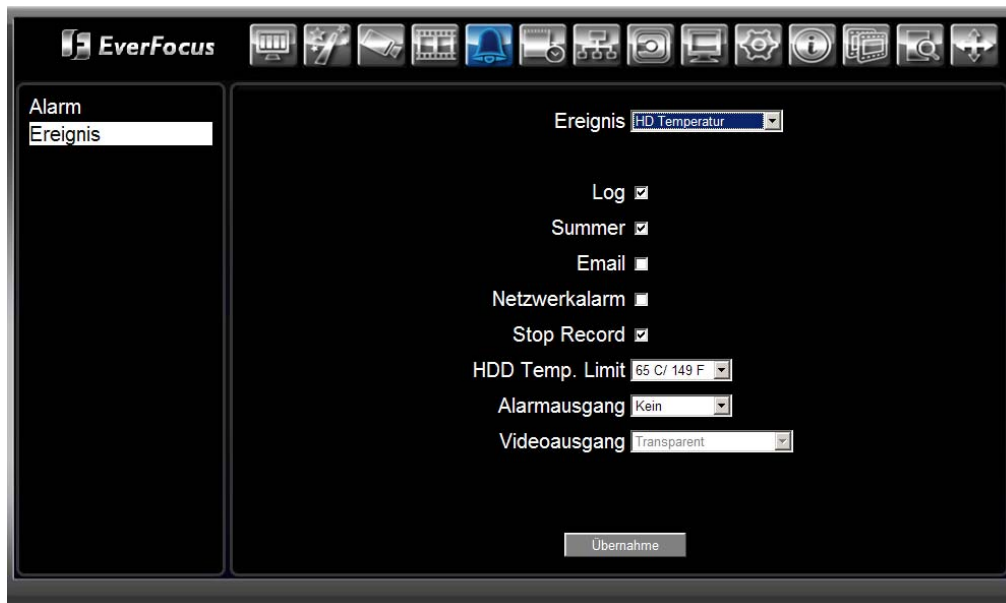 EverFocus
Alarm
Ereignis
Ereignis HD Temperatur
Log
Summer
Email
Netzwerkalarm
Stop Record
HDD Temp. Limit 65 C/ 149 F
Alarmausgang Kein
Videoausgang Transparent
Übernahme